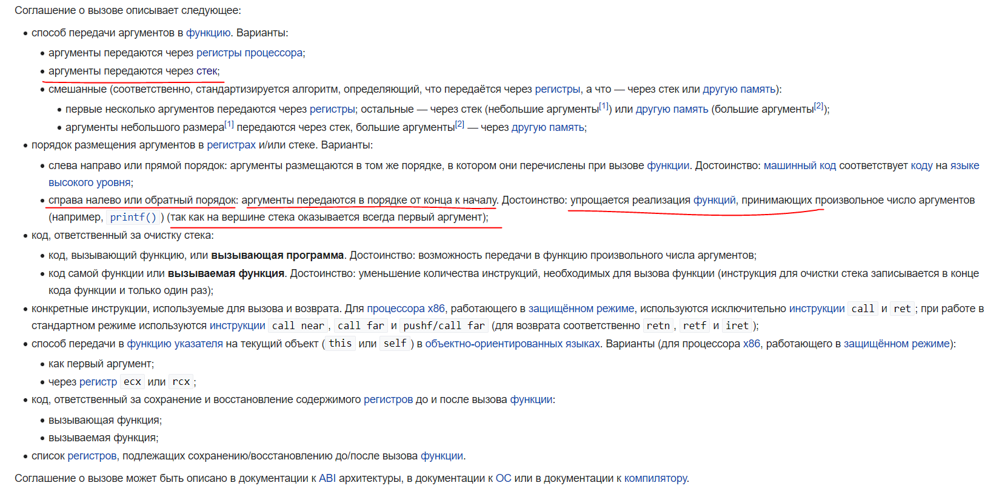 Соглашение о вызове описывает следующее:
• способ передачи аргументов в функцию. Варианты:
• аргументы передаются через регистры процессора;
• аргументы передаются через стек;
• смешанные (соответственно, стандартизируется алгоритм, определяющий, что передаётся через регистры, а что — через стек или другую память):
• первые несколько аргументов передаются через регистры; остальные — через стек (небольшие аргументы[1]) или другую память (большие аргументы[2]);
• аргументы небольшого размера[1] передаются через стек, большие аргументы[2] — через другую память;
• порядок размещения аргументов в регистрах и/или стеке. Варианты:
• слева направо или прямой порядок: аргументы размещаются в том же порядке, в котором они перечислены при вызове функции. Достоинство: машинный код соответствует коду на языке
высокого уровня;
• справа налево или обратный порядок: аргументы передаются в порядке от конца к началу. Достоинство: упрощается реализация функций, принимающих произвольное число аргументов
(например, printf() ) (так как на вершине стека оказывается всегда первый аргумент);
• код, ответственный за очистку стека:
• код, вызывающий функцию, или вызывающая программа. Достоинство: возможность передачи в функцию произвольного числа аргументов;
• код самой функции или вызываемая функция. Достоинство: уменьшение количества инструкций, необходимых для вызова функции (инструкция для очистки стека записывается в конце
кода функции и только один раз);
• конкретные инструкции, используемые для вызова и возврата. Для процессора x86, работающего в защищённом режиме, используются исключительно инструкции call и ret ; при работе в
стандартном режиме используются инструкции call near , call far и pushf/call far (для возврата соответственно retn , retf и iret );
• способ передачи в функцию указателя на текущий объект ( this или self ) в объектно-ориентированных языках. Варианты (для процессора x86, работающего в защищённом режиме):
• как первый аргумент;
• через регистр ecx или rcx ;
• код, ответственный за сохранение и восстановление содержимого регистров до и после вызова функции:
• вызывающая функция;
• вызываемая функция;
• список регистров, подлежащих сохранению/восстановлению до/после вызова функции.
Соглашение о вызове может быть описано в документации к ABI архитектуры, в документации к ОС или в документации к компилятору.